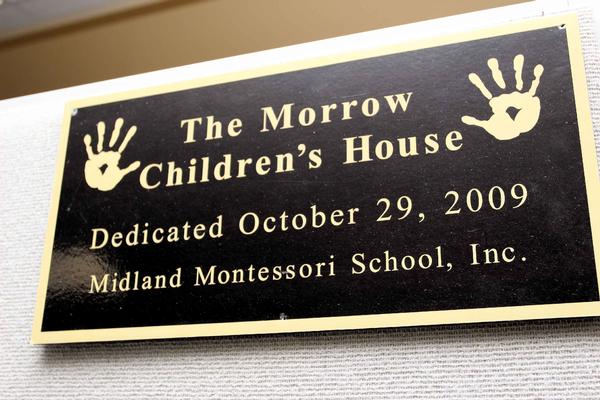 The Morrow
Children's House
Dedicated October 29, 2009
Midland Montessori School, Inc.